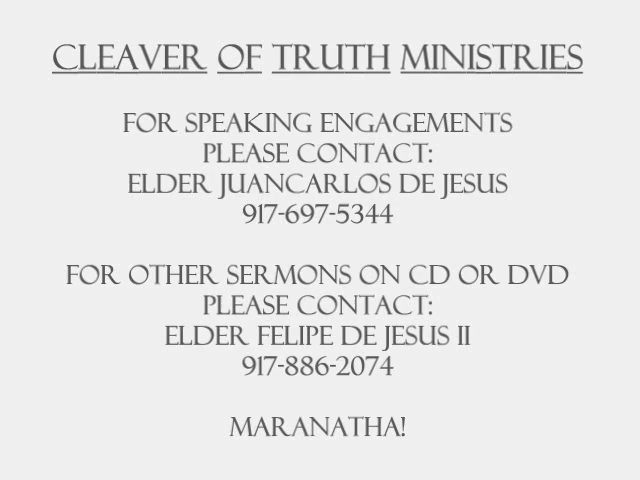 CLEAVER OF TRUTH MINISTRIES
FOR SPEAKING ENGAGEMENTS
PLEASE CONTACT:
ELDER JUANCARLOS DE JESUS
917-697-5344
FOR OTHER SERMONS ON CD OR DVD
PLEASE CONTACT:
ELDER FELIPE DE JESUS II
917-886-2074
MARANATHA!